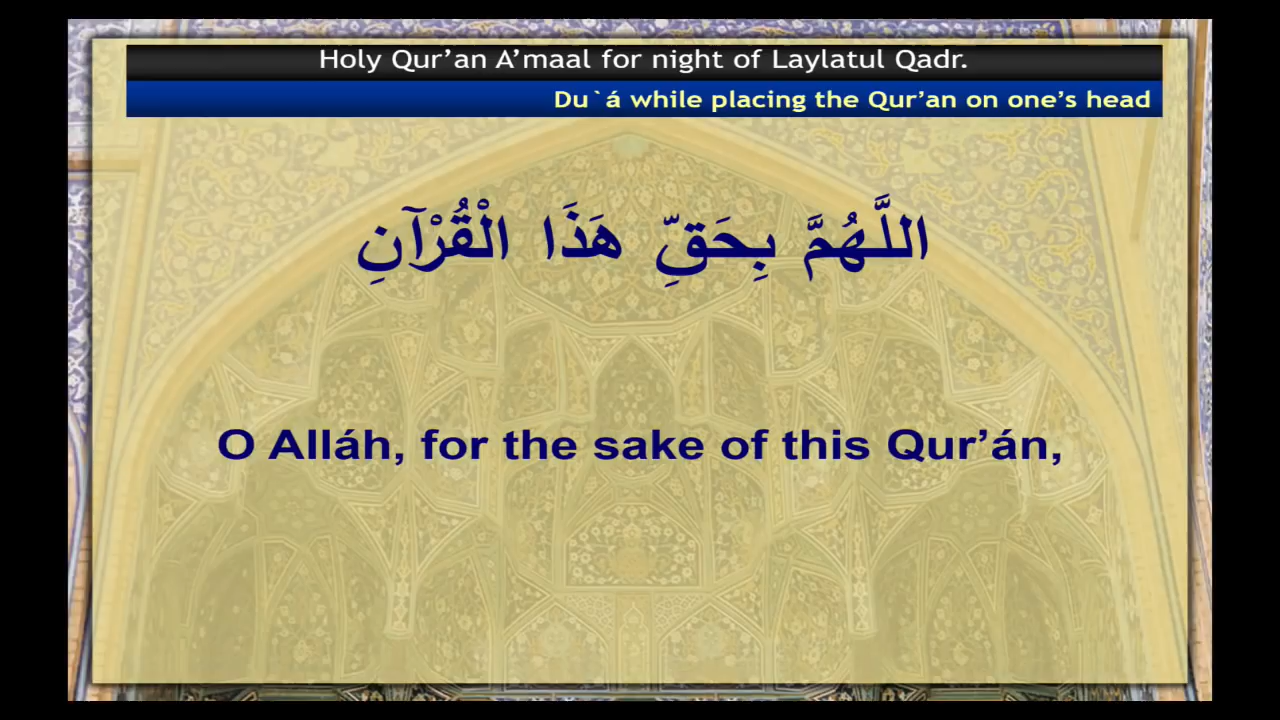 Holy Qur’an A’maal for night of Laylatul Qadr.
Du`á while placing the Qur’an on one’s head
اللَّهُمَّ بِحَقِّ هَذَا الْقُرْآنِ
O Alláh, for the sake of this Qur’án,